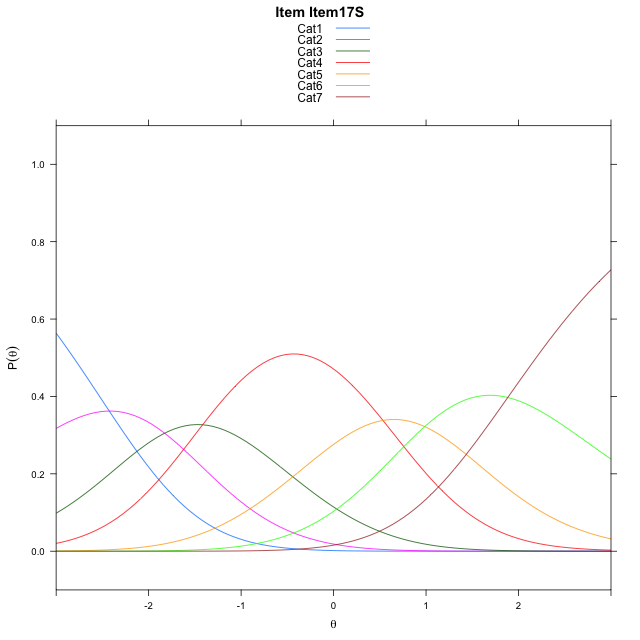 Item Item17S
Cat1
Cat2
Cat3
Cat4
Cat5
Cat6
Cat7
1.0
0.8
0.6
0.4
0.2
0.0
P(θ)
-2 -1 0 1 2
θ